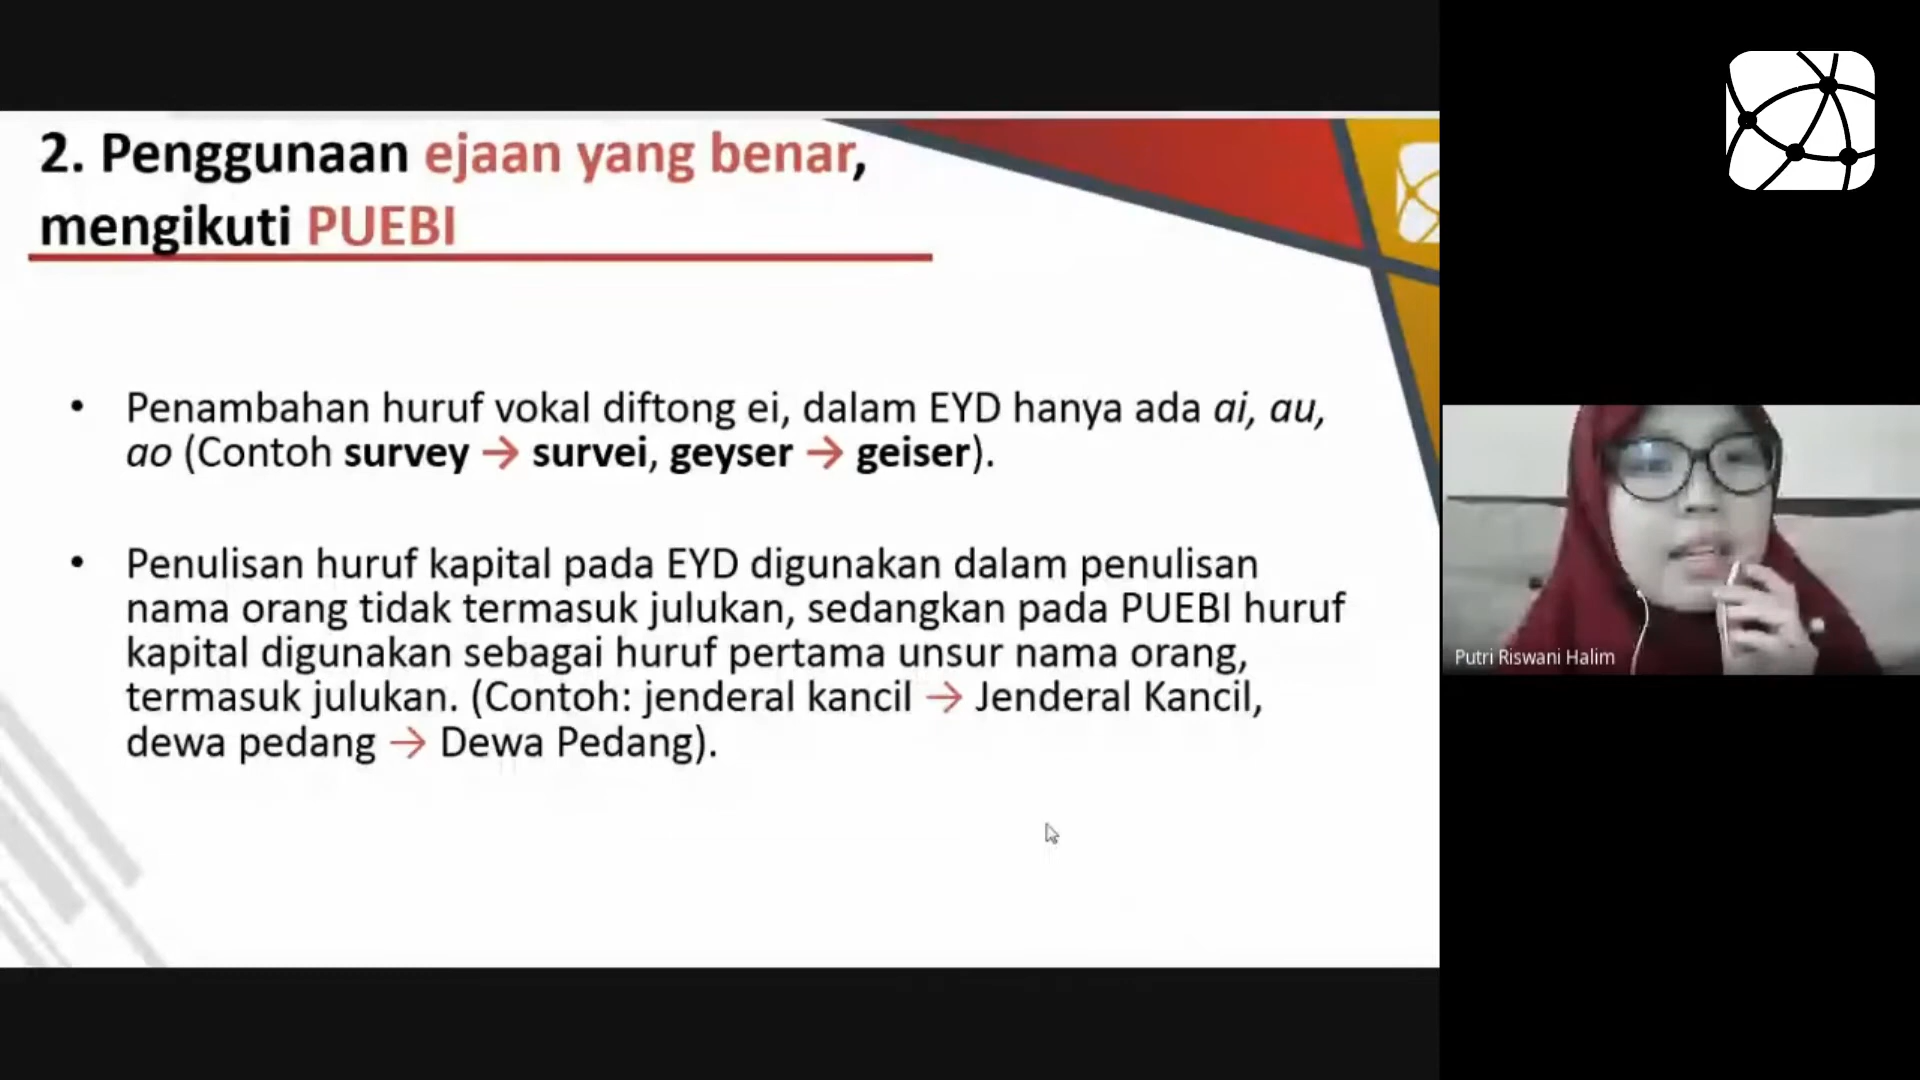 2. Penggunaan ejaan yang benar,
mengikuti PUEBI
• Penambahan huruf vokal diftong ei, dalam EYD hanya ada ai, au,
ao (Contoh survey → survei, geyser → geiser).
• Penulisan huruf kapital pada EYD digunakan dalam penulisan
nama orang tidak termasuk julukan, sedangkan pada PUEBI huruf
kapital digunakan sebagai huruf pertama unsur nama orang,
termasuk julukan. (Contoh: jenderal kancil → Jenderal Kancil,
dewa pedang → Dewa Pedang).
Putri Riswani Halim